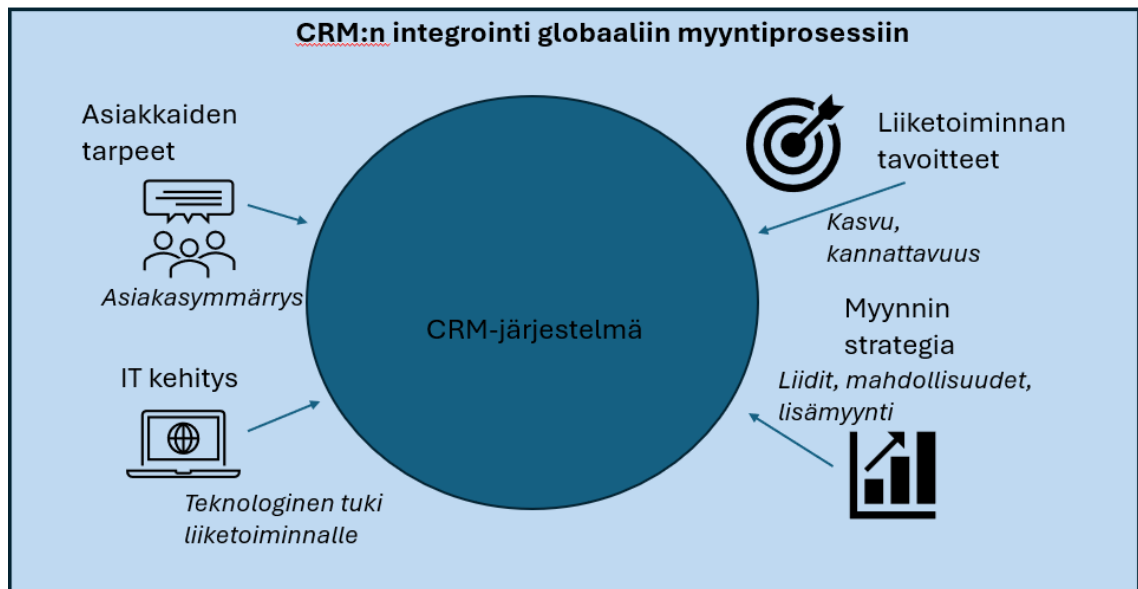 CRM:n integrointi globaaliin myyntiprosessiin
Asiakkaiden
tarpeet
Asiakasymmärrys
IT kehitys
Teknologinen tuki
liiketoiminnalle
CRM-järjestelmä
Liiketoiminnan
tavoitteet
Kasvu,
kannattavuus
Myynnin
strategia
Liidit, mahdollisuudet,
lisämyynti